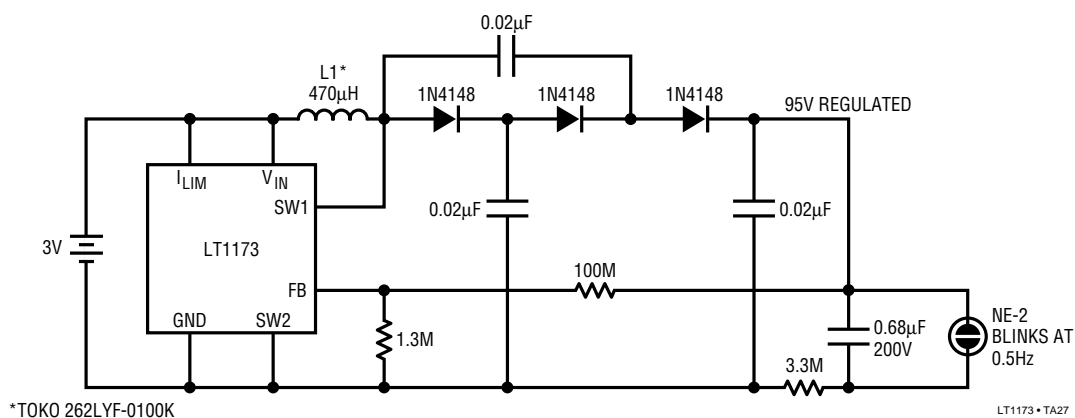 0.02µF
L1*
470µH
1N4148
1N4148
1N4148
95V REGULATED
ILIM
VIN
SW1
0.02µF
0.02µF
3V
LT1173
100M
FB
NE-2
BLINKS AT
0.5Hz
GND
SW2
1.3M
0.68µF
200V
3.3M
*TOKO 262LYF-0100K
LT1173 • TA27